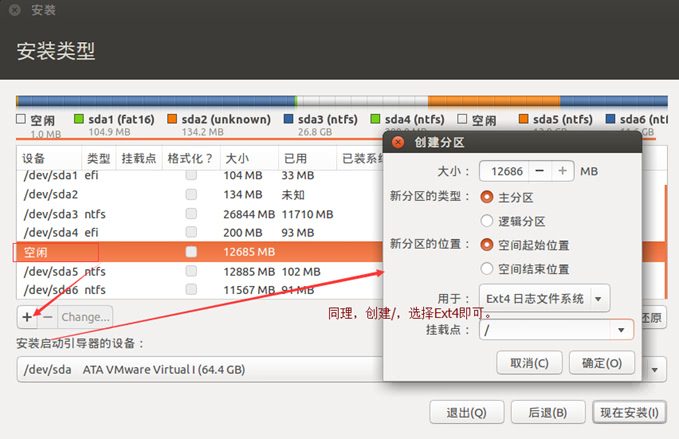 安装
安装类型
空闲 sda1 (fat16) sda2 (unknown) sda3 (ntfs) sda4 (ntfs) 空闲 sda5 (ntfs) sda6 (nt
1.0 MB 104.9 MB 134.2 MB 26.8 GB
设备 类型 挂载点 格式化？ 大小 已用 已装系统
/dev/sda1 efi 104 MB 33 MB
/dev/sda2 134 MB 未知
/dev/sda3 ntfs 26844 MB 11710 MB
/dev/sda4 efi 200 MB 93 MB
空闲 12685 MB
/dev/sda5 ntfs 12885 MB 102 MB
/dev/sda6 ntfs 11567 MB 91 MB
+ − Change... 还原
安装启动引导器的设备：
/dev/sda ATA VMware Virtual I (64.4 GB)
退出(Q) 后退(B) 现在安装(I)
创建分区
大小： 12686 − + MB
新分区的类型： 主分区
逻辑分区
新分区的位置： 空间起始位置
空间结束位置
用于： Ext4 日志文件系统
同理，创建/，选择Ext4即可。
挂载点： /
取消(C) 确定(O)